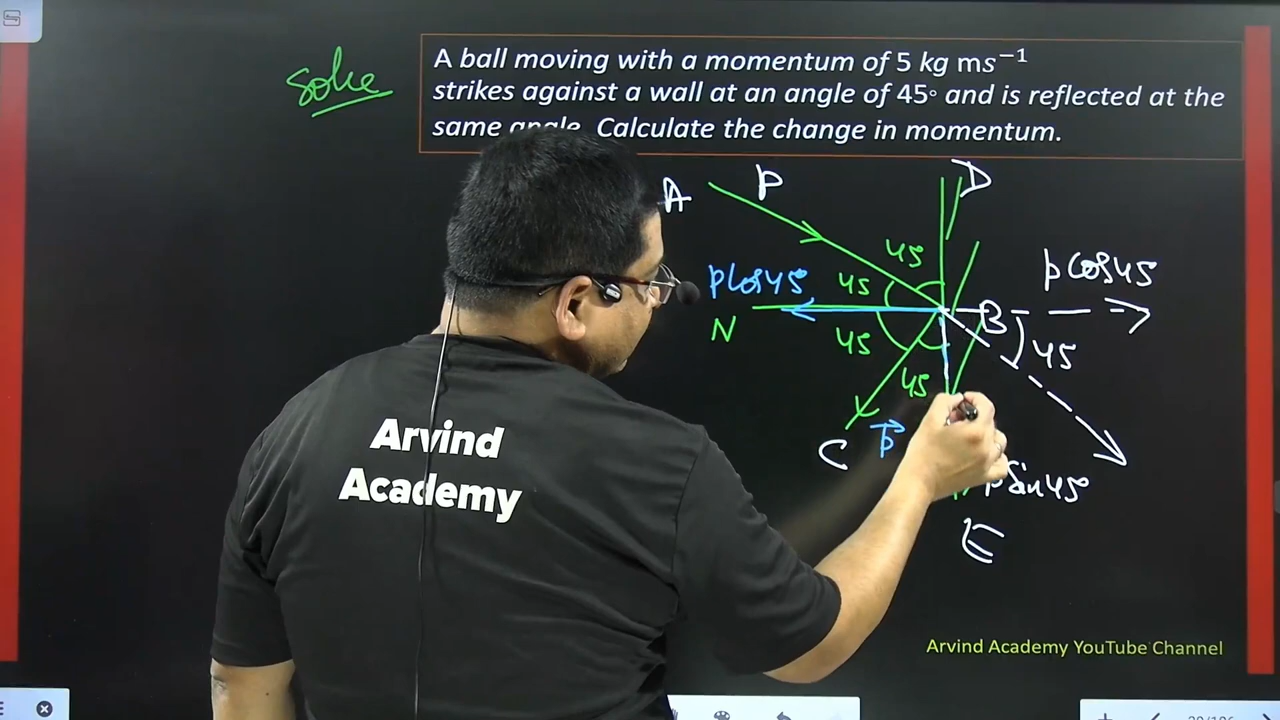 Solve
A ball moving with a momentum of 5 kg ms⁻¹
strikes against a wall at an angle of 45° and is reflected at the
same angle. Calculate the change in momentum.
A
P
D
45
pcos45
45
pcos45
N
B
45
45
45
C
p⃗
psin45
E
Arvind
Academy
Arvind Academy YouTube Channel